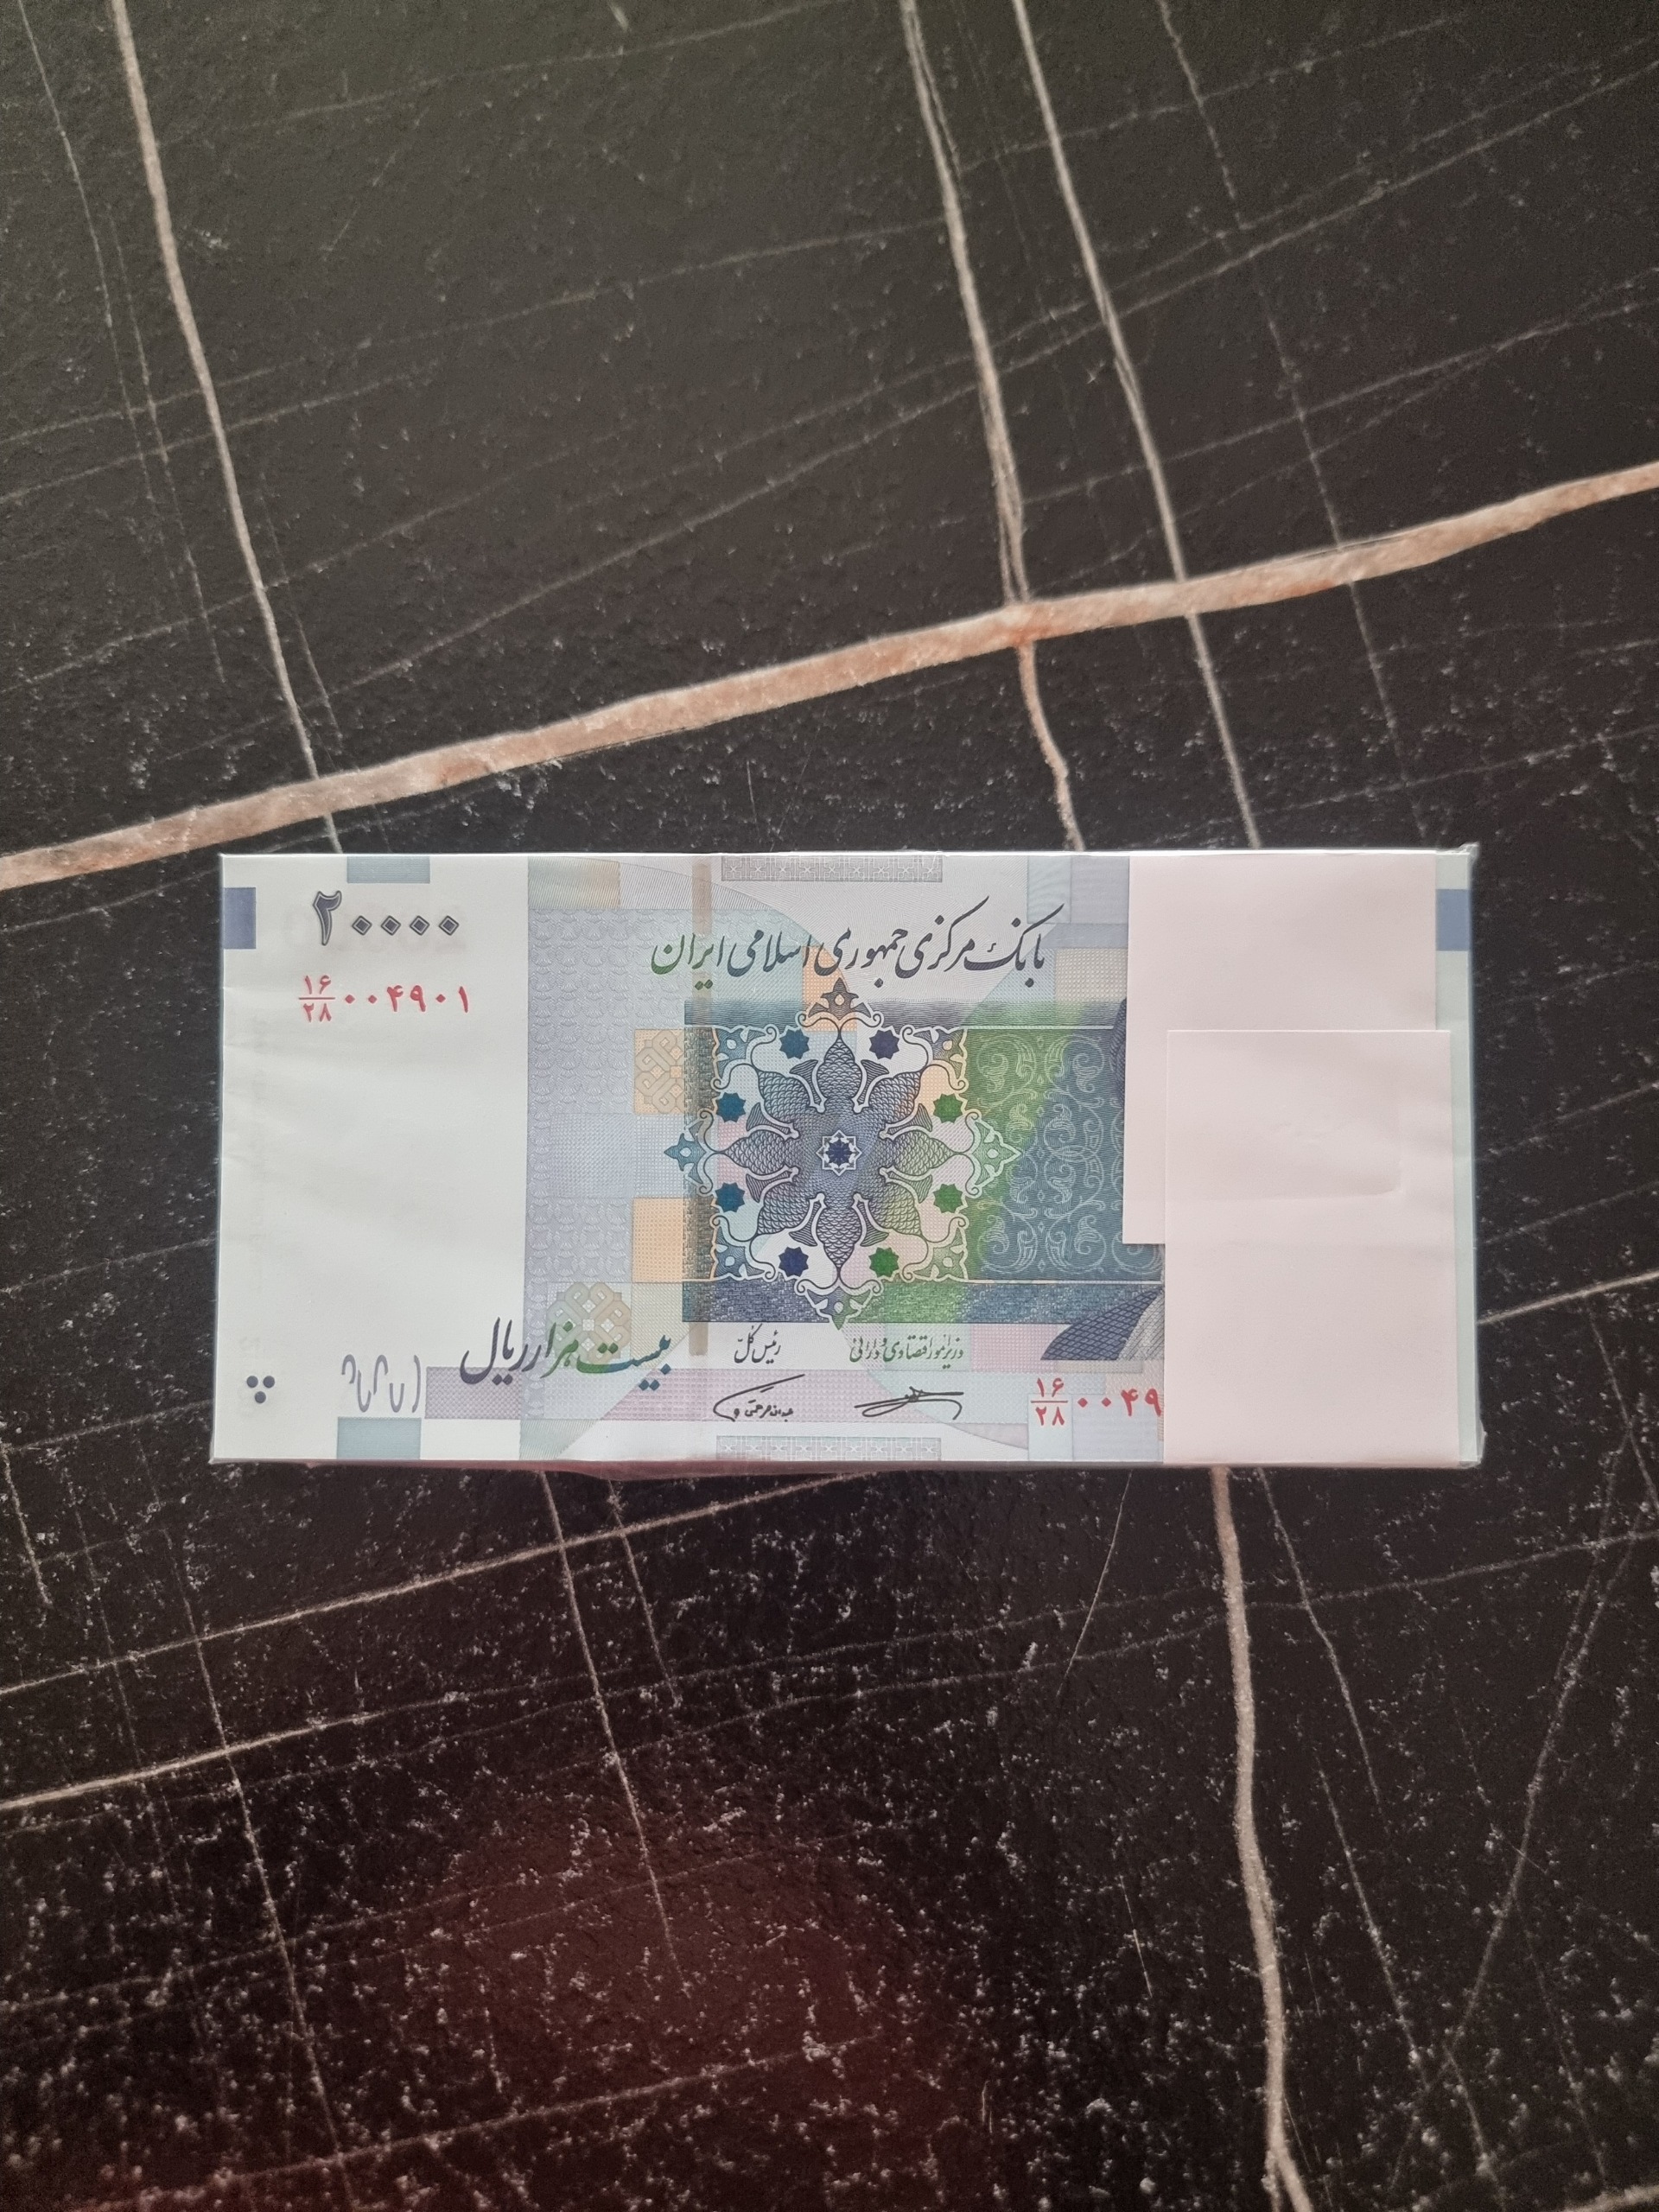 ۲۰۰۰۰
بانک مرکزی جمهوری اسلامی ایران
۱۶/۲۸ ۰۰۴۹۰۱
بیست هزار ریال
رئیس کل
وزیر امور اقتصادی و دارائی
۱۶/۲۸ ۰۰۴۹